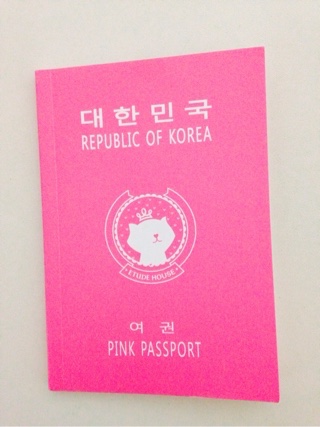 대한민국
REPUBLIC OF KOREA
ETUDE HOUSE
여권
PINK PASSPORT